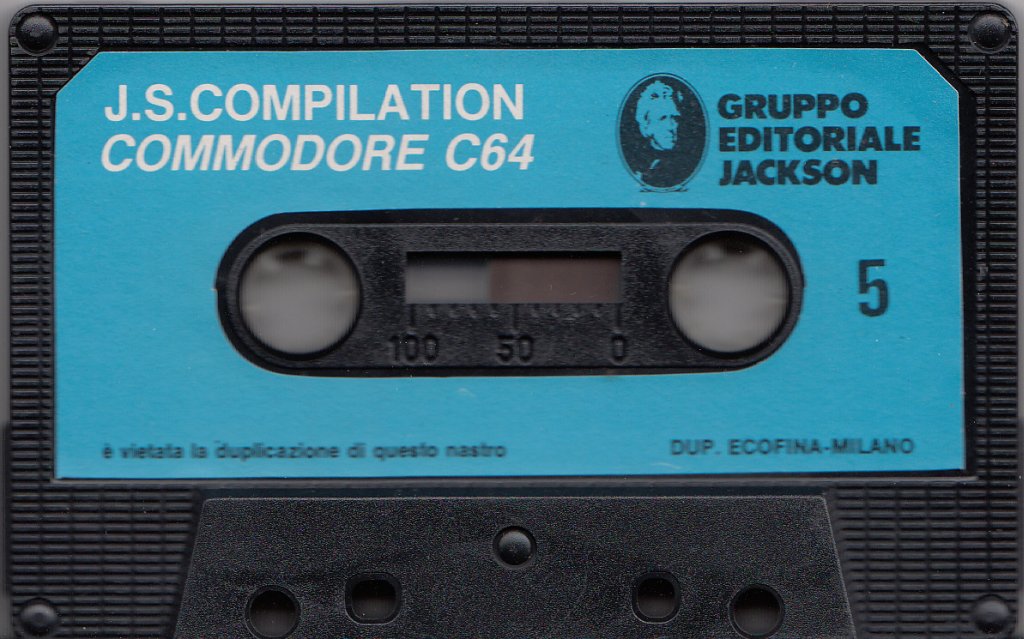 J.S.COMPILATION
COMMODORE C64
GRUPPO
EDITORIALE
JACKSON
5
100 50 0
è vietata la duplicazione di questo nastro
DUP. ECOFINA-MILANO